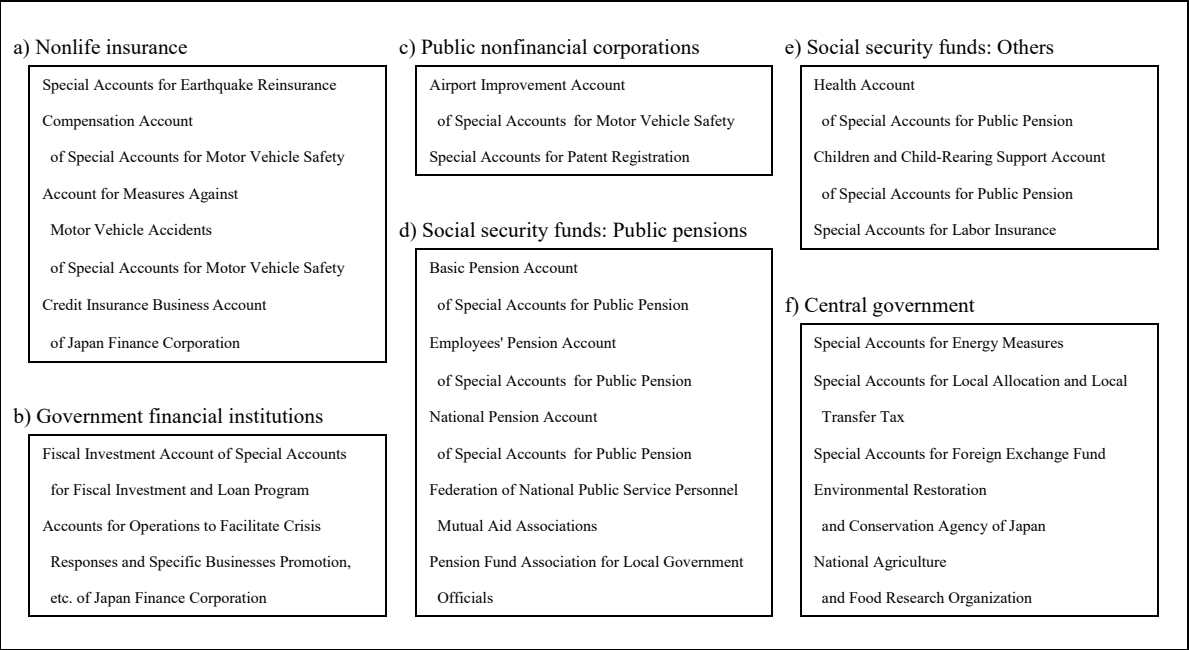 a) Nonlife insurance
Special Accounts for Earthquake Reinsurance
Compensation Account
of Special Accounts for Motor Vehicle Safety
Account for Measures Against
Motor Vehicle Accidents
of Special Accounts for Motor Vehicle Safety
Credit Insurance Business Account
of Japan Finance Corporation
b) Government financial institutions
Fiscal Investment Account of Special Accounts
for Fiscal Investment and Loan Program
Accounts for Operations to Facilitate Crisis
Responses and Specific Businesses Promotion,
etc. of Japan Finance Corporation
c) Public nonfinancial corporations
Airport Improvement Account
of Special Accounts for Motor Vehicle Safety
Special Accounts for Patent Registration
d) Social security funds: Public pensions
Basic Pension Account
of Special Accounts for Public Pension
Employees' Pension Account
of Special Accounts for Public Pension
National Pension Account
of Special Accounts for Public Pension
Federation of National Public Service Personnel
Mutual Aid Associations
Pension Fund Association for Local Government
Officials
e) Social security funds: Others
Health Account
of Special Accounts for Public Pension
Children and Child-Rearing Support Account
of Special Accounts for Public Pension
Special Accounts for Labor Insurance
f) Central government
Special Accounts for Energy Measures
Special Accounts for Local Allocation and Local
Transfer Tax
Special Accounts for Foreign Exchange Fund
Environmental Restoration
and Conservation Agency of Japan
National Agriculture
and Food Research Organization